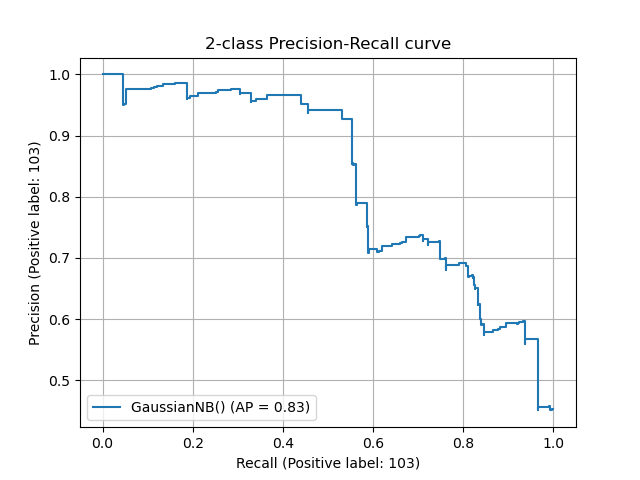 2-class Precision-Recall curve
Precision (Positive label: 103)
1.0
0.9
0.8
0.7
0.6
0.5
GaussianNB() (AP = 0.83)
0.0 0.2 0.4 0.6 0.8 1.0
Recall (Positive label: 103)